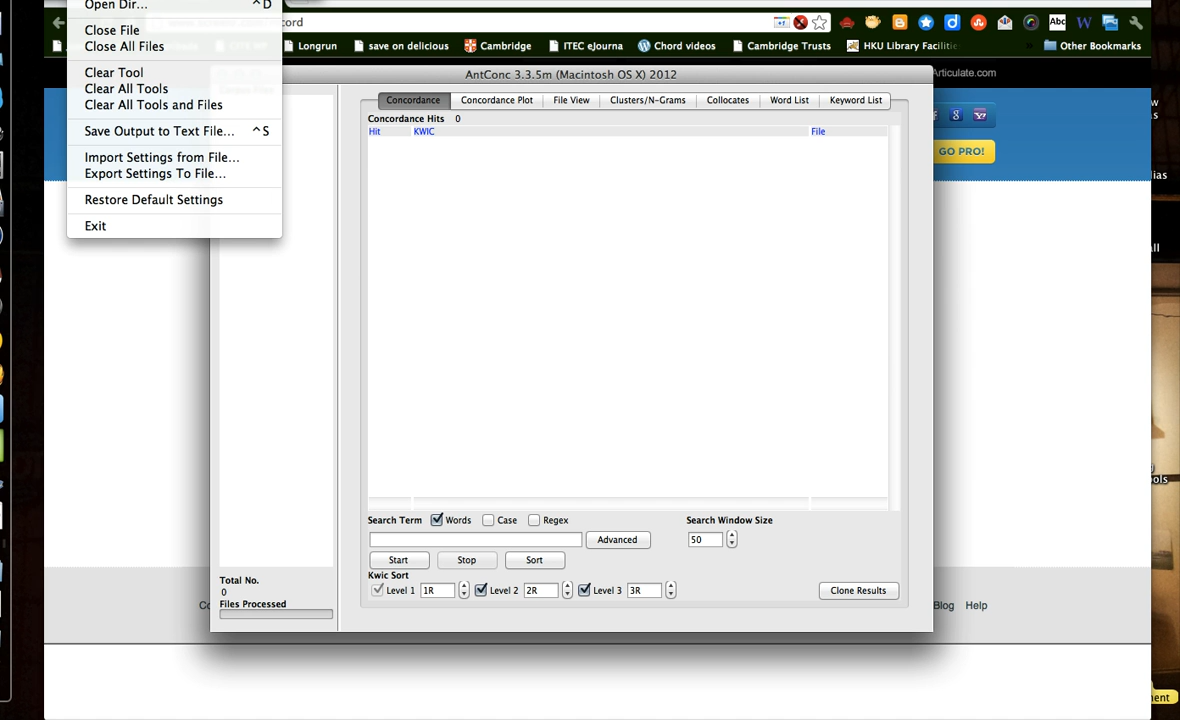 Open Dir... ^D
Close File
Close All Files
Clear Tool
Clear All Tools
Clear All Tools and Files
Save Output to Text File... ^S
Import Settings from File...
Export Settings To File...
Restore Default Settings
Exit
Longrun save on delicious Cambridge ITEC eJourna Chord videos Cambridge Trusts HKU Library Facilitie Other Bookmarks
Abc
AntConc 3.3.5m (Macintosh OS X) 2012
Articulate.com
GO PRO!
Concordance Concordance Plot File View Clusters/N-Grams Collocates Word List Keyword List
Concordance Hits 0
Hit KWIC File
Search Term Words Case Regex Search Window Size
Advanced 50
Start Stop Sort
Kwic Sort
Level 1 1R Level 2 2R Level 3 3R Clone Results
Total No.
0
Files Processed
Blog Help